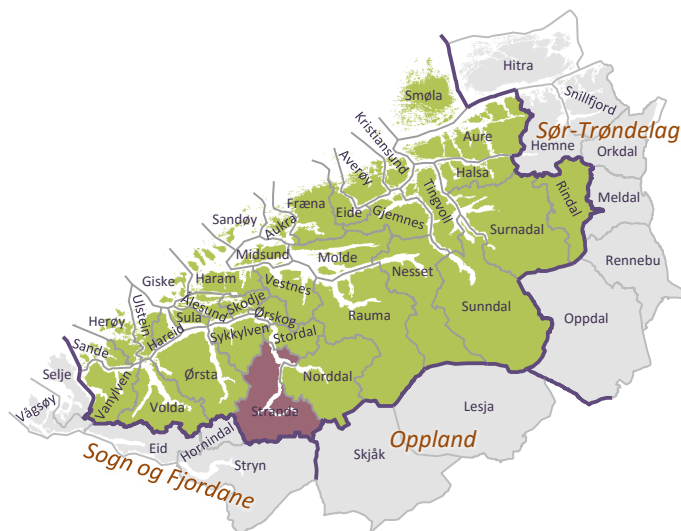 Hitra
Smøla
Snillfjord
Kristiansund
Aure
Sør-Trøndelag
Hemne
Orkdal
Averøy
Halsa
Rindal
Meldal
Tingvoll
Fræna
Eide
Gjemnes
Sandøy
Aukra
Surnadal
Midsund
Molde
Rennebu
Nesset
Giske
Haram
Vestnes
Sunndal
Oppdal
Ulstein
Ålesund
Skodje
Herøy
Sula
Ørskog
Rauma
Hareid
Sykkylven
Stordal
Sande
Selje
Vanylven
Ørsta
Norddal
Vågsøy
Volda
Stranda
Lesja
Eid
Hornindal
Oppland
Skjåk
Stryn
Sogn og Fjordane